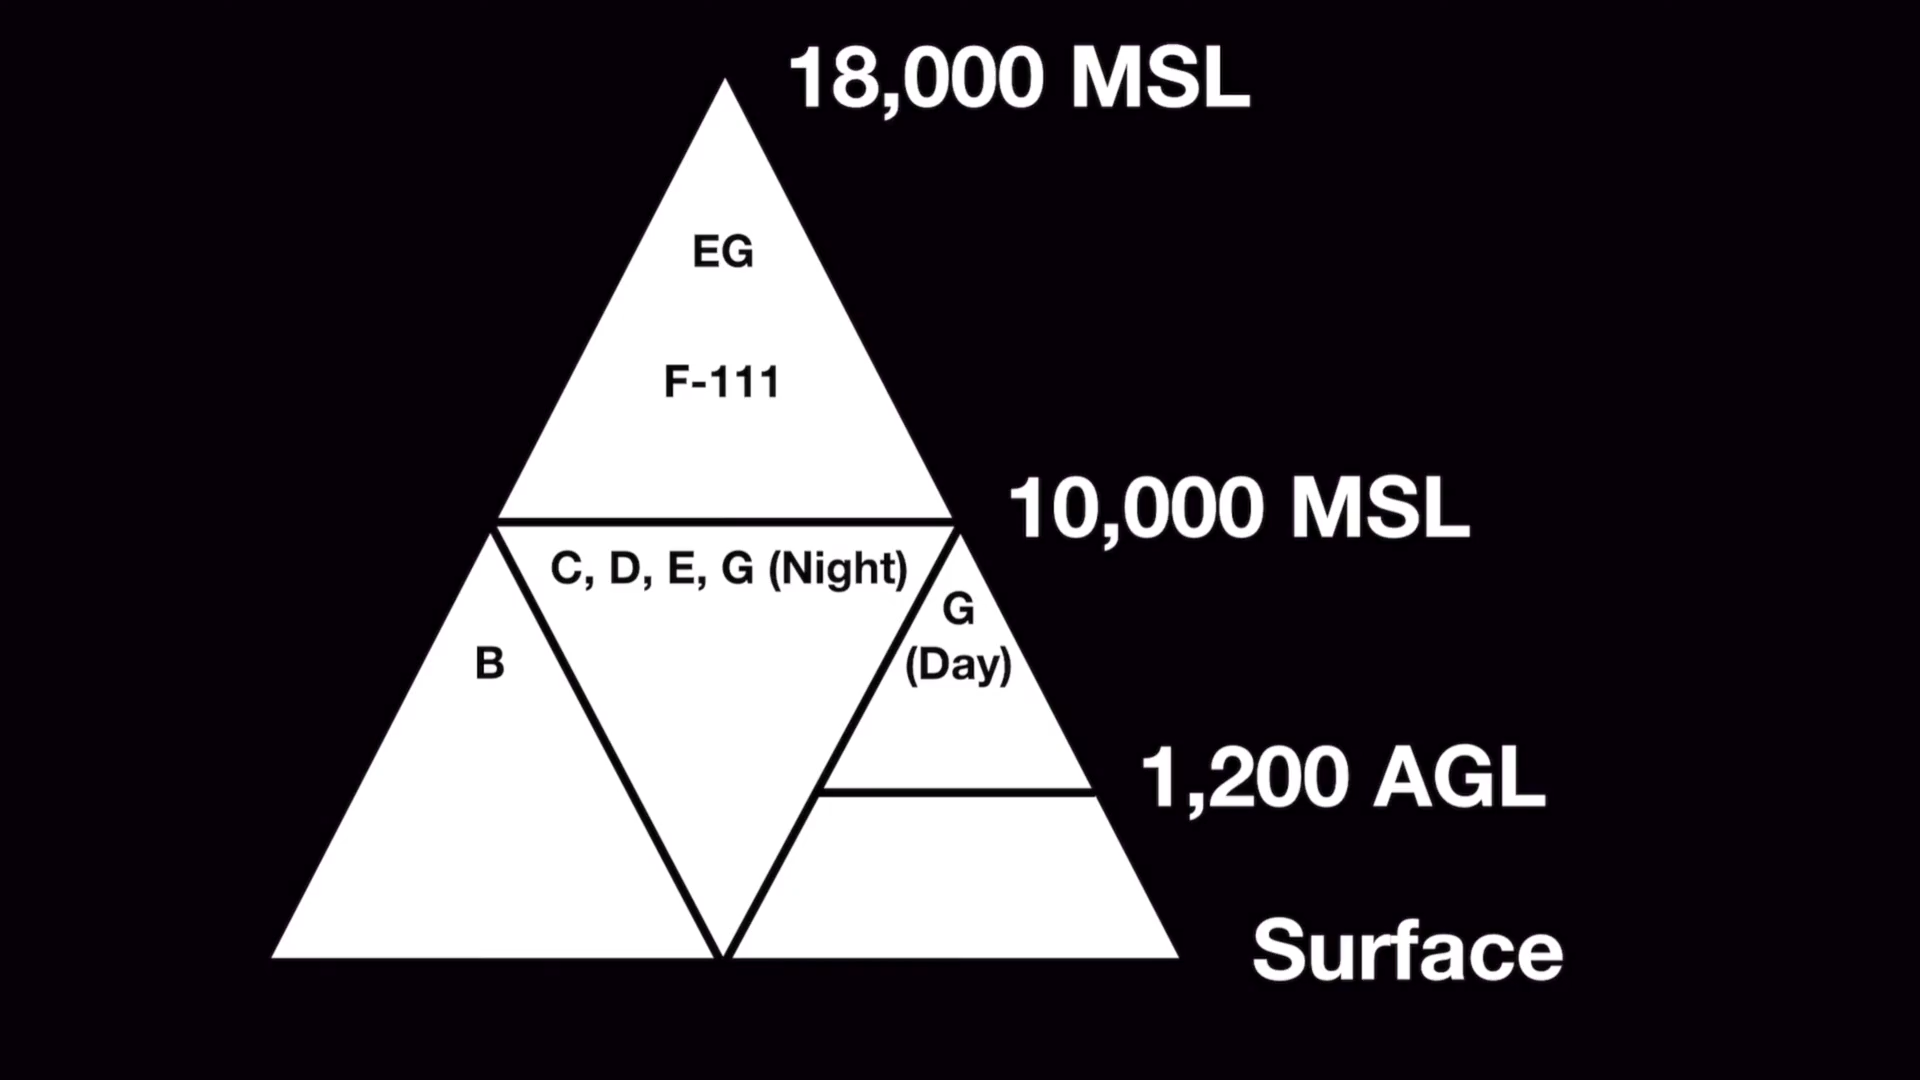 18,000 MSL
EG
F-111
10,000 MSL
C, D, E, G (Night)
G
(Day)
B
1,200 AGL
Surface